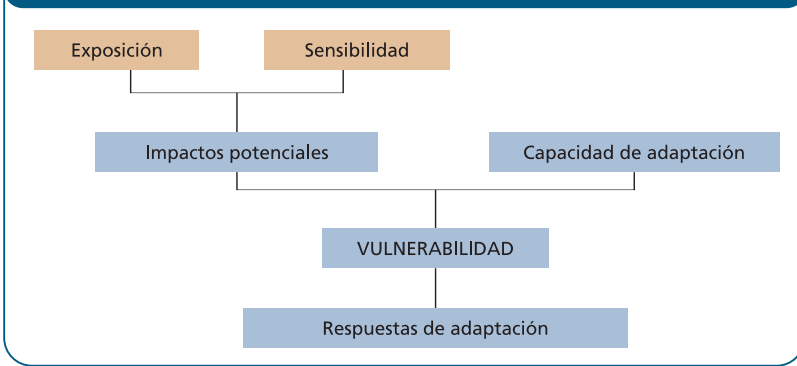 Exposición
Sensibilidad
Impactos potenciales
Capacidad de adaptación
VULNERABILIDAD
Respuestas de adaptación